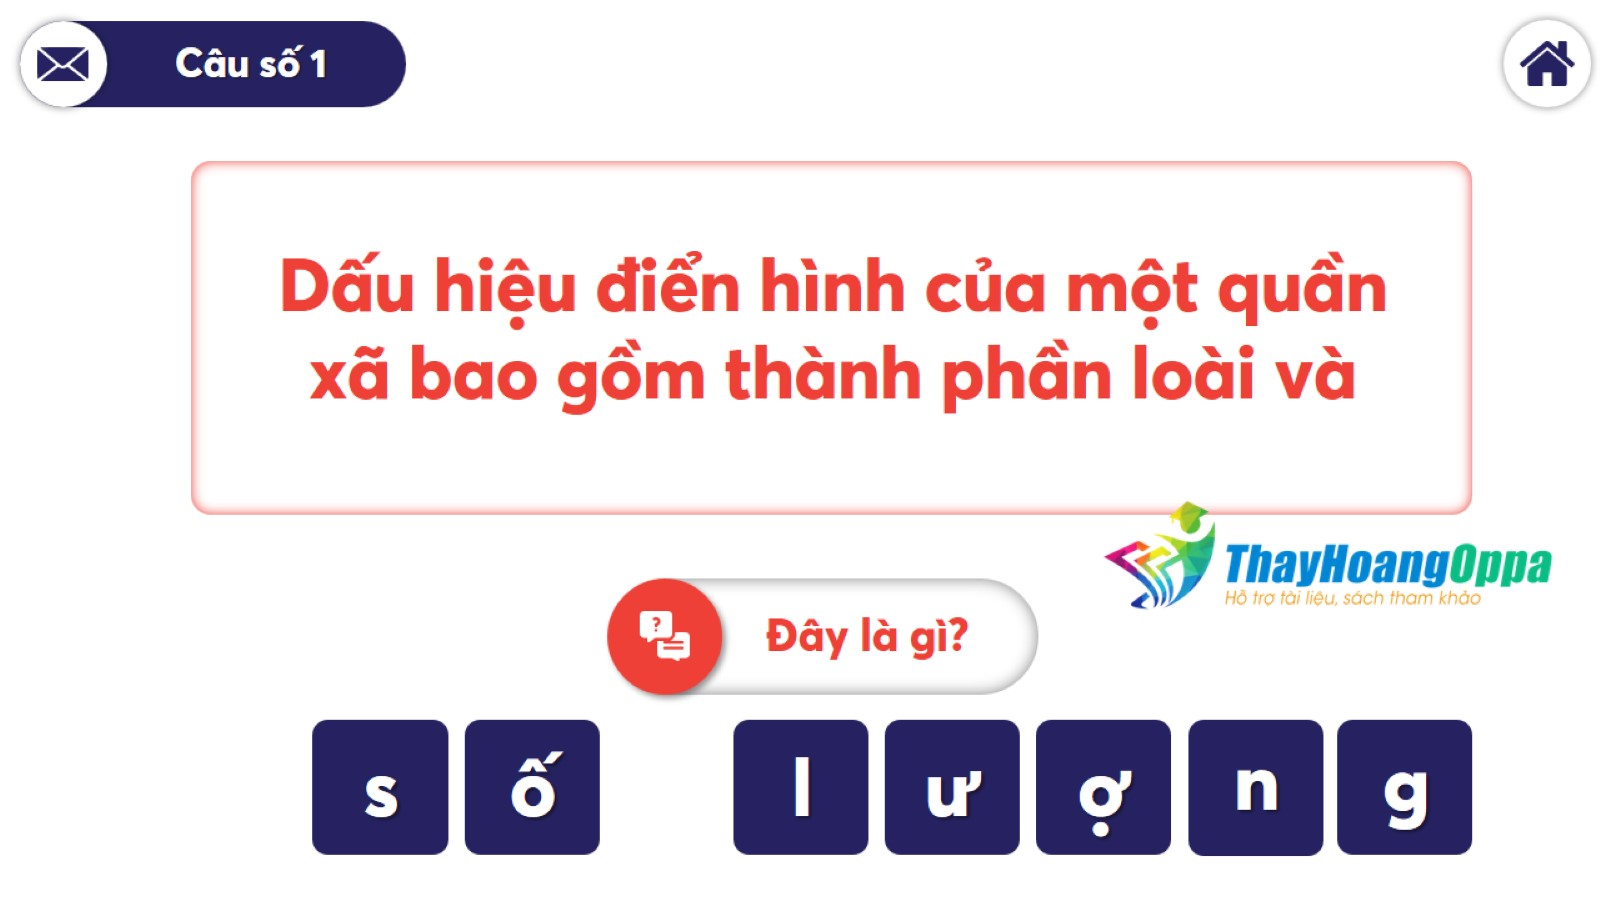 Câu số 1
Dấu hiệu điển hình của một quần
xã bao gồm thành phần loài và
ThayHoangOppa
Hỗ trợ tài liệu, sách tham khảo
?
Đây là gì?
s ố l ư ợ n g